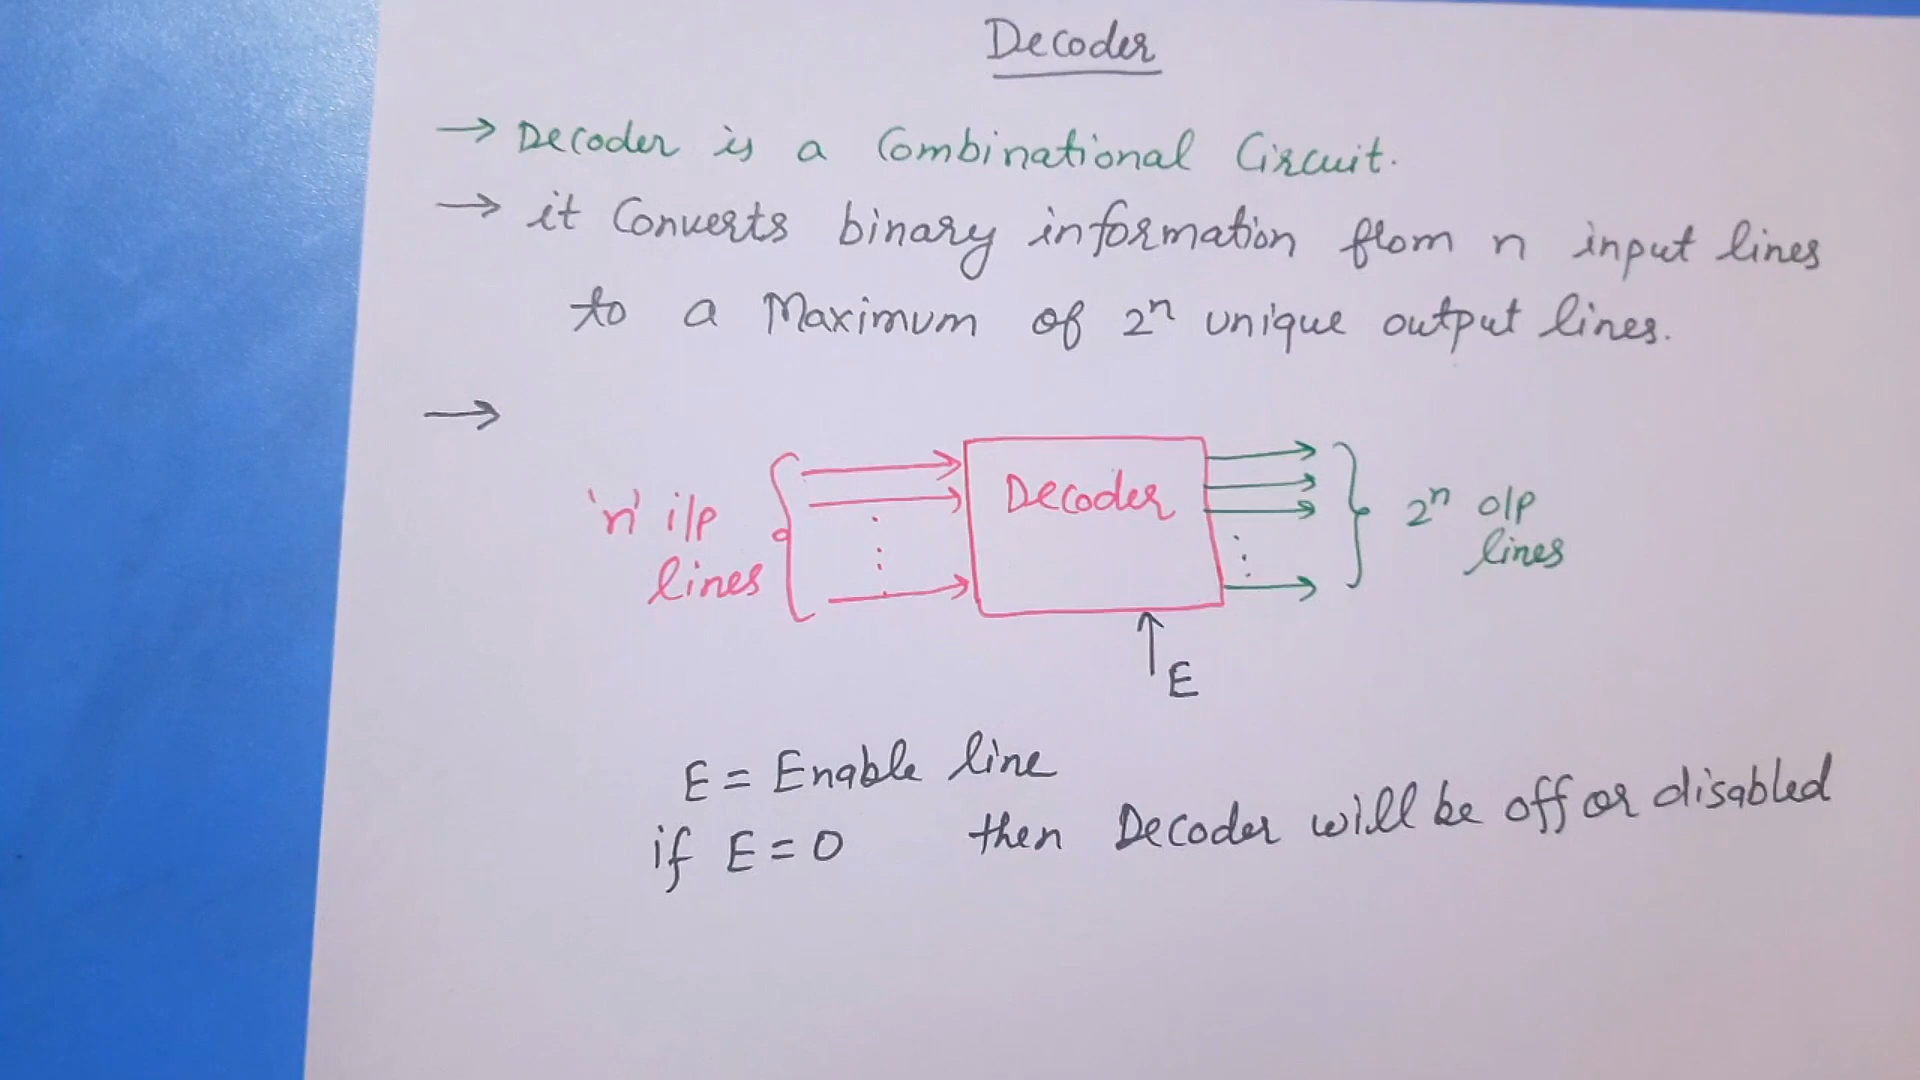 Decoder
→ Decoder is a Combinational Circuit.
→ it Converts binary information from n input lines
to a Maximum of 2ⁿ unique output lines.
→
'n' i/p
lines
Decoder
2ⁿ o/p
lines
E
E = Enable line
if E = 0 then Decoder will be off or disabled